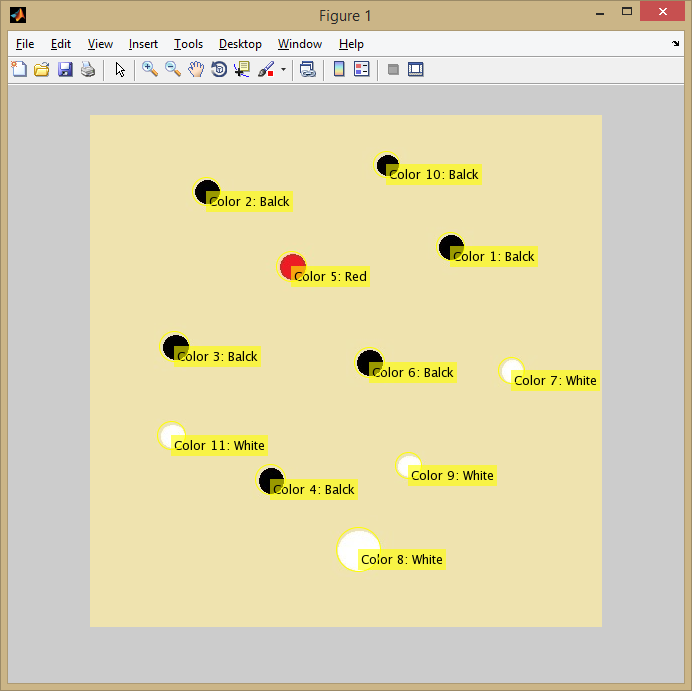 Figure 1
File Edit View Insert Tools Desktop Window Help
Color 10: Balck
Color 2: Balck
Color 1: Balck
Color 5: Red
Color 3: Balck
Color 6: Balck
Color 7: White
Color 11: White
Color 9: White
Color 4: Balck
Color 8: White